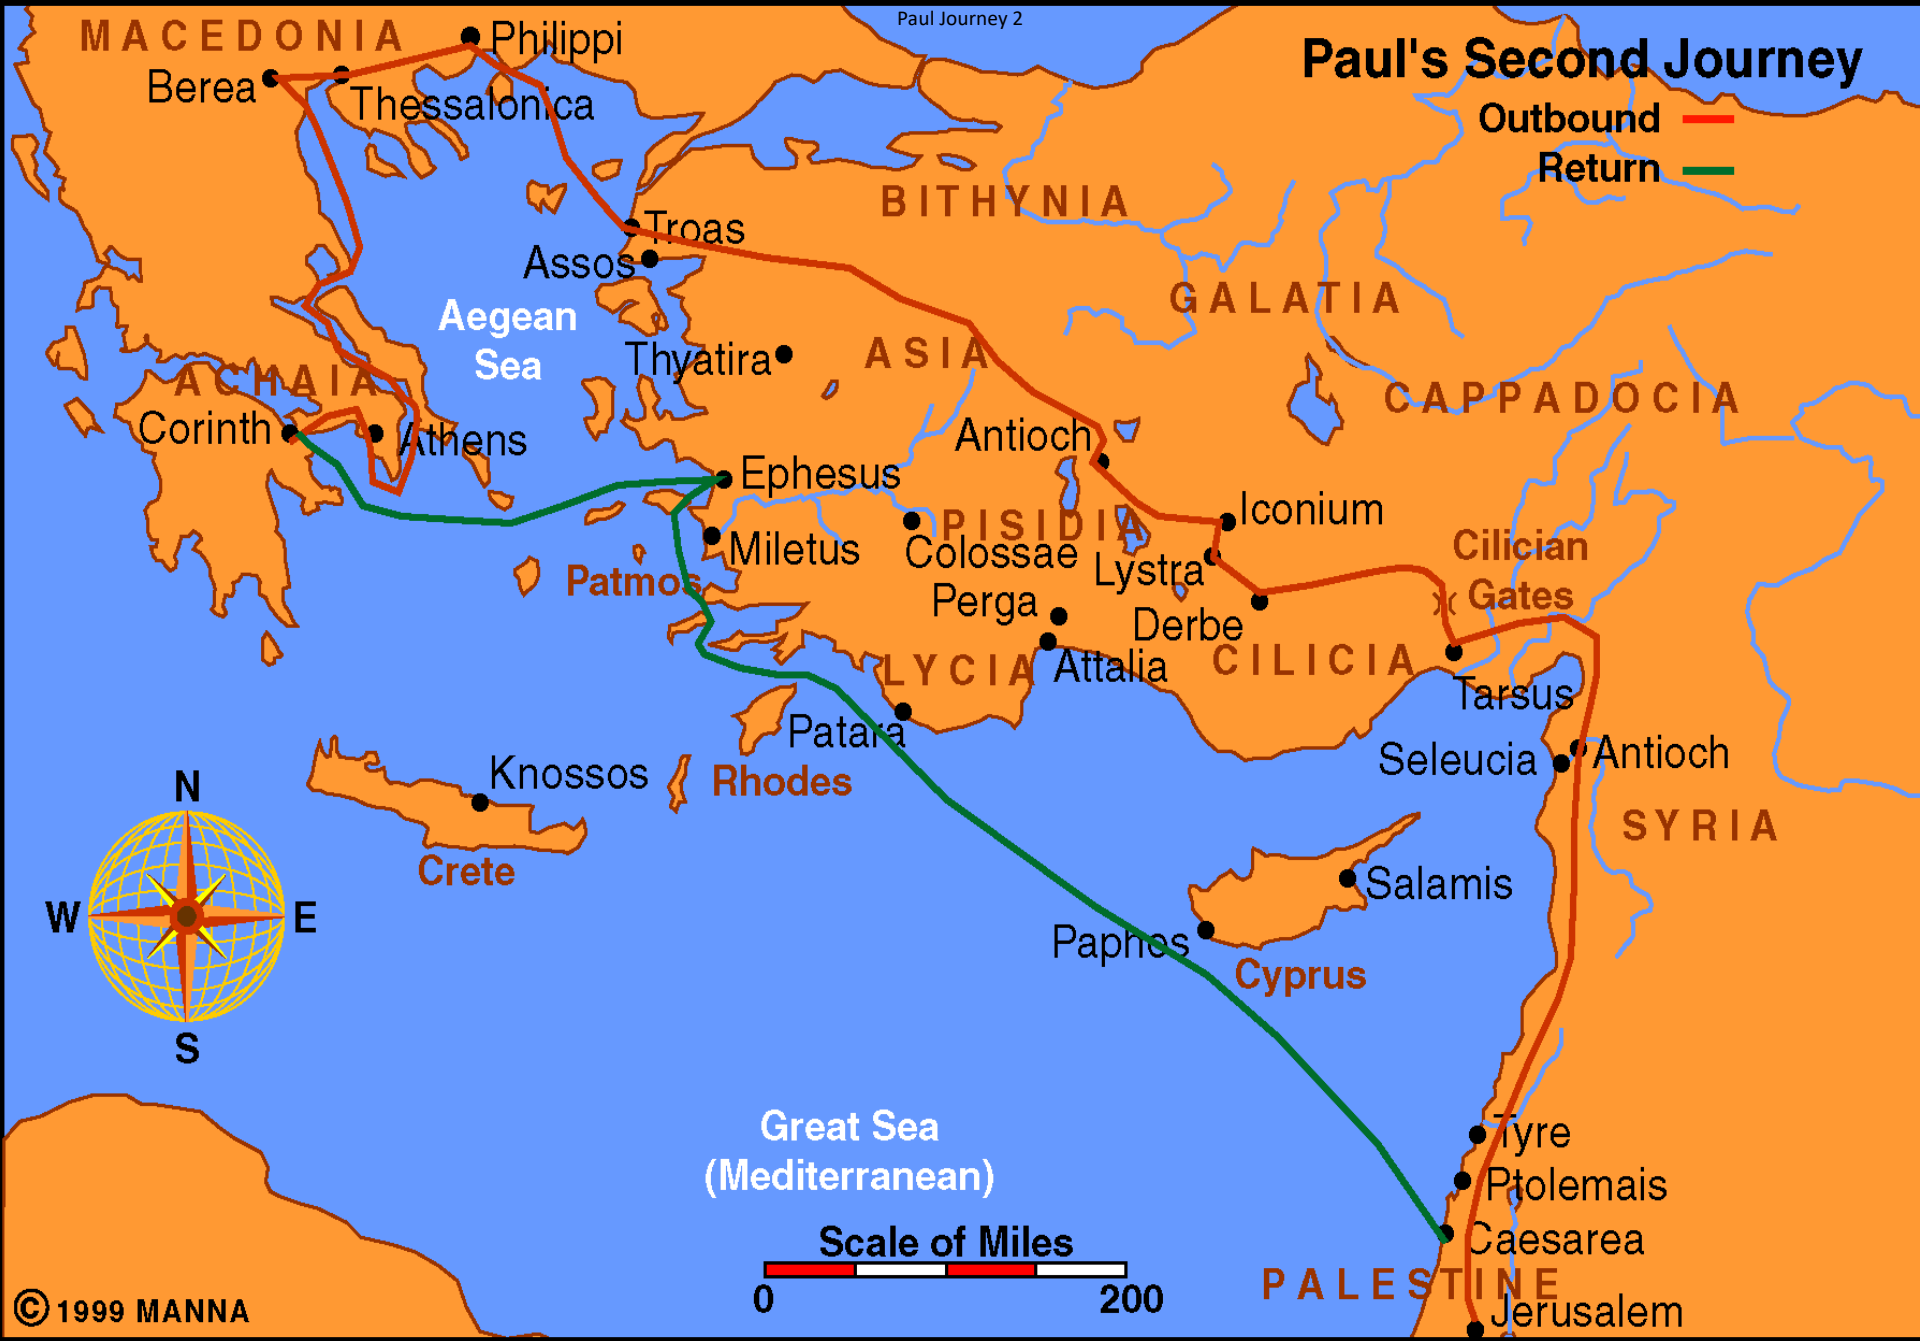 Paul Journey 2
Paul's Second Journey
Outbound
Return
MACEDONIA
Philippi
Berea
Thessalonica
BITHYNIA
Troas
Assos
GALATIA
Aegean
Sea
Thyatira
ASIA
ACHAIA
CAPPADOCIA
Corinth
Athens
Antioch
Ephesus
Iconium
PISIDIA
Miletus
Colossae
Lystra
Cilician
Gates
Patmos
Perga
Derbe
LYCIA
Attalia
CILICIA
Tarsus
Patara
Seleucia
Antioch
Knossos
Rhodes
SYRIA
Crete
Salamis
Paphos
Cyprus
N
W
E
S
Great Sea
(Mediterranean)
Tyre
Ptolemais
Caesarea
Scale of Miles
0
200
PALESTINE
Jerusalem
© 1999 MANNA